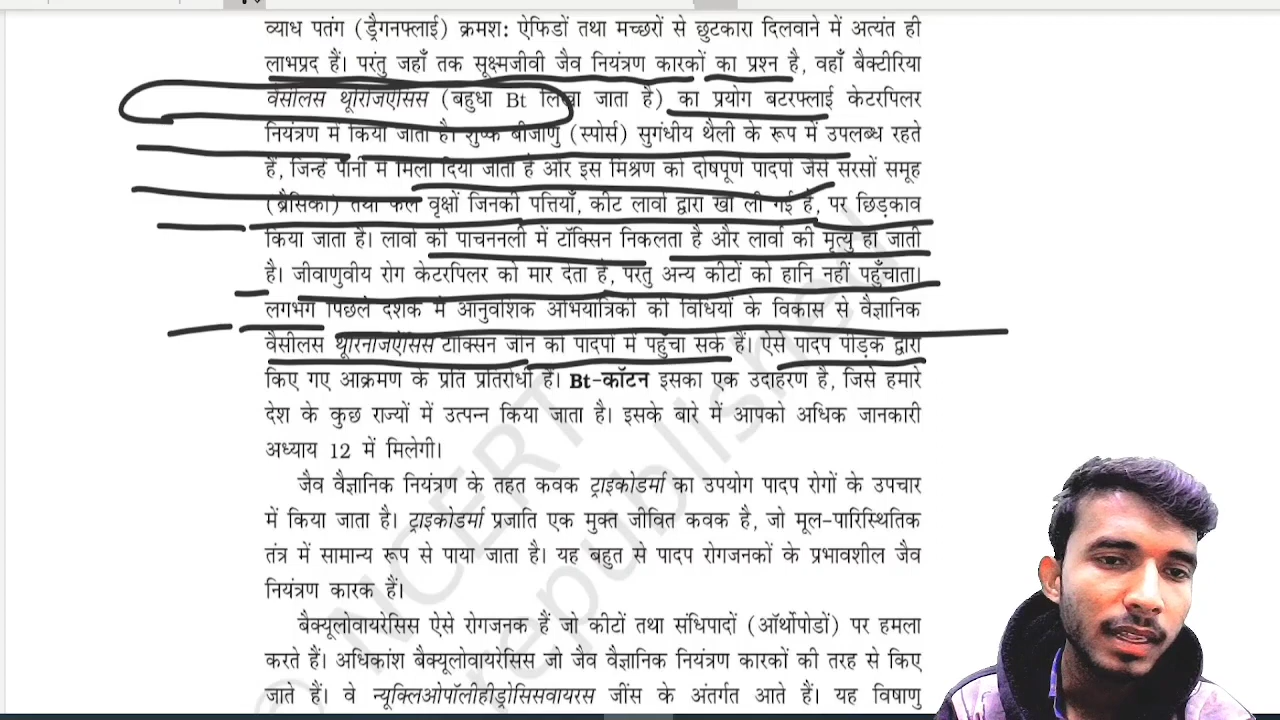 व्याध पतंग (ड्रैगनफ्लाई) क्रमश: ऐफिडों तथा मच्छरों से छुटकारा दिलवाने में अत्यंत ही
लाभप्रद हैं। परंतु जहाँ तक सूक्ष्मजीवी जैव नियंत्रण कारकों का प्रश्न है, वहाँ बैक्टीरिया
वैसीलस थूरिजिऐंसिस (बहुधा Bt लिखा जाता है) का प्रयोग बटरफ्लाई केटरपिलर
नियंत्रण में किया जाता है। शुष्क बीजाणु (स्पोर्स) सुगंधीय थैली के रूप में उपलब्ध रहते
हैं, जिन्हें पानी में मिला दिया जाता है और इस मिश्रण को दोषपूर्ण पादपों जैसे सरसों समूह
(ब्रैसिका) तथा फल वृक्षों जिनकी पत्तियाँ, कीट लार्वा द्वारा खा ली गई है, पर छिड़काव
किया जाता है। लार्वा की पाचननली में टॉक्सिन निकलता है और लार्वा की मृत्यु हो जाती
है। जीवाणुवीय रोग केटरपिलर को मार देता है, परंतु अन्य कीटों को हानि नहीं पहुँचाता।
लगभग पिछले दशक में आनुवंशिक अभियांत्रिकी की विधियों के विकास से वैज्ञानिक
वैसीलस थूरिनजिऐंसिस टॉक्सिन जीन को पादपों में पहुँचा सके हैं। ऐसे पादप पीड़क द्वारा
किए गए आक्रमण के प्रति प्रतिरोधी हैं। Bt-कॉटन इसका एक उदाहरण है, जिसे हमारे
देश के कुछ राज्यों में उत्पन्न किया जाता है। इसके बारे में आपको अधिक जानकारी
अध्याय 12 में मिलेगी।
जैव वैज्ञानिक नियंत्रण के तहत कवक ट्राइकोडर्मा का उपयोग पादप रोगों के उपचार
में किया जाता है। ट्राइकोडर्मा प्रजाति एक मुक्त जीवित कवक है, जो मूल-पारिस्थितिक
तंत्र में सामान्य रूप से पाया जाता है। यह बहुत से पादप रोगजनकों के प्रभावशील जैव
नियंत्रण कारक हैं।
बैक्यूलोवायरेसिस ऐसे रोगजनक हैं जो कीटों तथा संधिपादों (ऑर्थोपोडों) पर हमला
करते हैं। अधिकांश बैक्यूलोवायरेसिस जो जैव वैज्ञानिक नियंत्रण कारकों की तरह से किए
जाते हैं। वे न्यूक्लिओपॉलीहीड्रोसिसवायरस जींस के अंतर्गत आते हैं। यह विषाणु